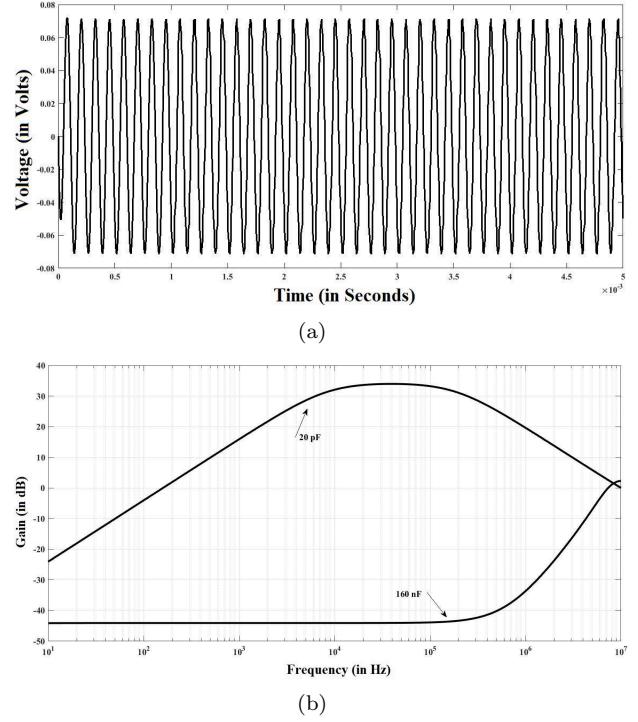 0.08
0.06
0.04
0.02
0
-0.02
-0.04
-0.06
-0.08
Voltage (in Volts)
0 0.5 1 1.5 2 2.5 3 3.5 4 4.5 5
×10⁻³
Time (in Seconds)
(a)
40
30
20
10
0
-10
-20
-30
-40
-50
Gain (in dB)
20 pF
160 nF
10¹ 10² 10³ 10⁴ 10⁵ 10⁶ 10⁷
Frequency (in Hz)
(b)